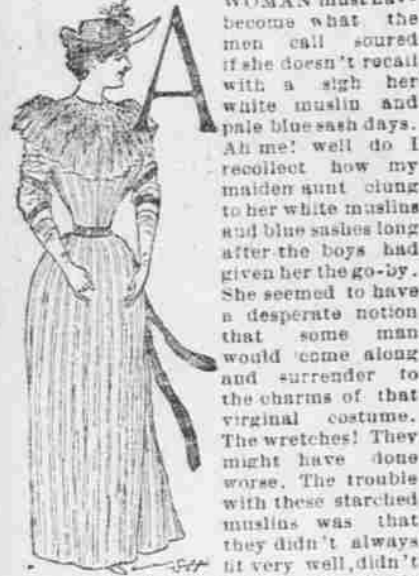 A WOMAN must have
become what the
men call soured
if she doesn't recall
with a sigh her
white muslin and
pale blue sash days.
Ah me! well do I
recollect how my
maiden aunt clung
to her white muslins
and blue sashes long
after the boys had
given her the go-by.
She seemed to have
a desperate notion
that some man
would come along
and surrender to
the charms of that
virginal costume.
The wretches! They
might have done
worse. The trouble
with these starched
muslins was that
they didn't always
fit very well, didn't